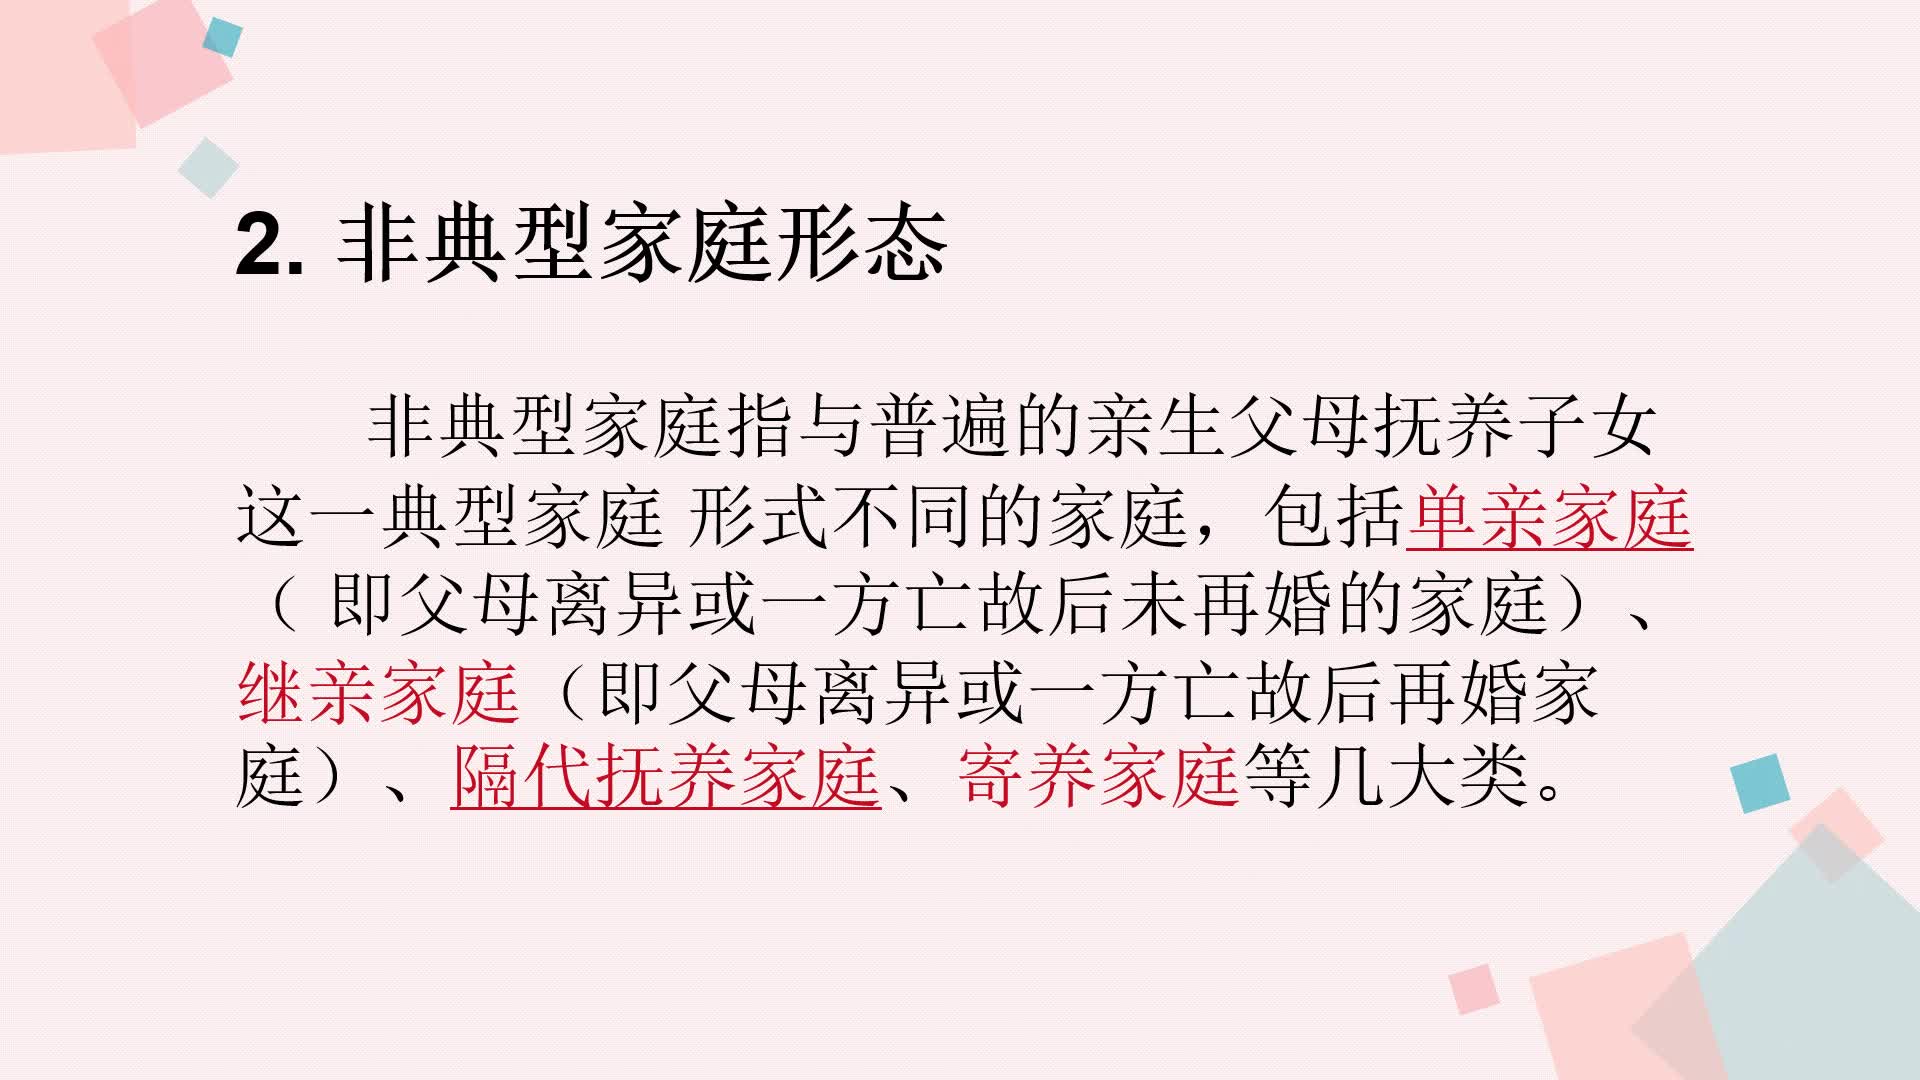 2. 非典型家庭形态
非典型家庭指与普遍的亲生父母抚养子女
这一典型家庭 形式不同的家庭，包括单亲家庭
（ 即父母离异或一方亡故后未再婚的家庭）、
继亲家庭（即父母离异或一方亡故后再婚家
庭）、隔代抚养家庭、寄养家庭等几大类。